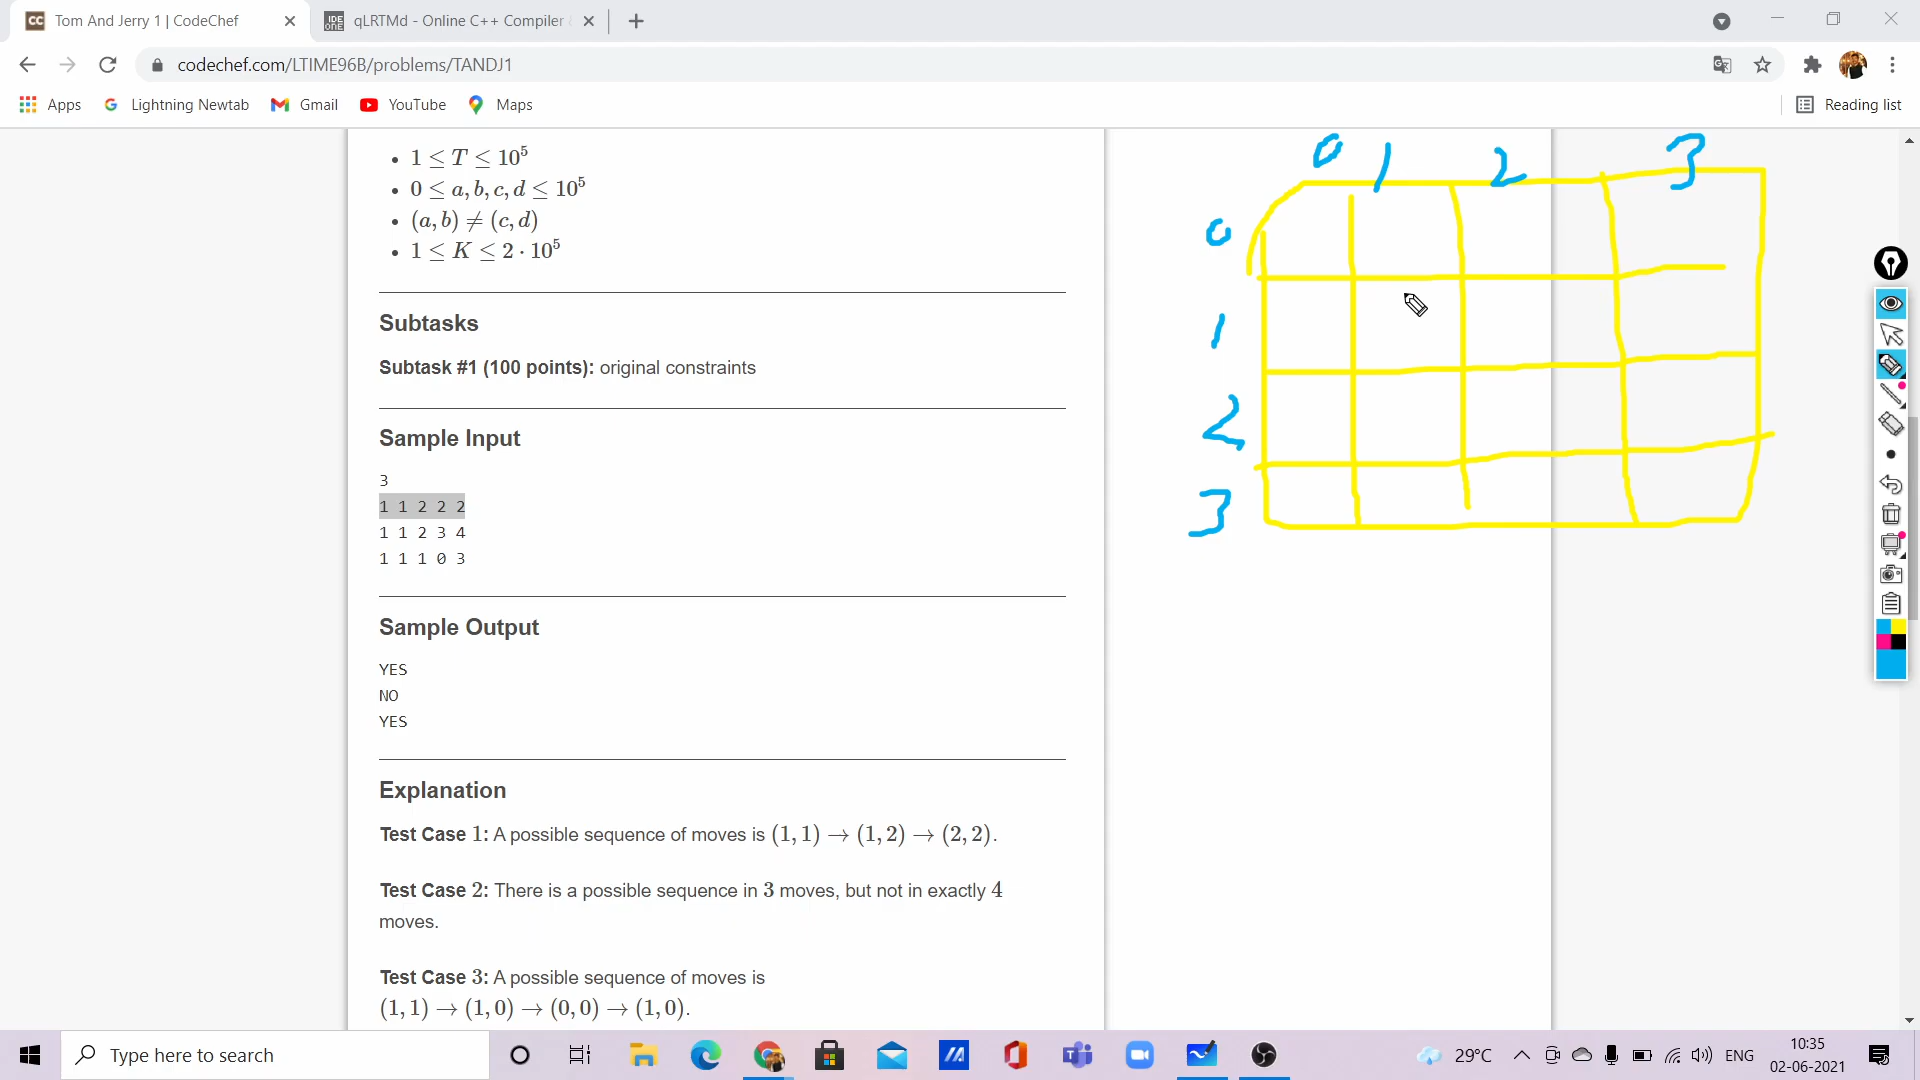 Tom And Jerry 1 | CodeChef
qLRTMd - Online C++ Compiler
codechef.com/LTIME96B/problems/TANDJ1
Apps
Lightning Newtab
Gmail
YouTube
Maps
Reading list
1 ≤ T ≤ 10^5
0 ≤ a, b, c, d ≤ 10^5
(a, b) ≠ (c, d)
1 ≤ K ≤ 2 · 10^5
Subtasks
Subtask #1 (100 points): original constraints
Sample Input
3
1 1 2 2 2
1 1 2 3 4
1 1 1 0 3
Sample Output
YES
NO
YES
Explanation
Test Case 1: A possible sequence of moves is (1, 1) → (1, 2) → (2, 2).
Test Case 2: There is a possible sequence in 3 moves, but not in exactly 4
moves.
Test Case 3: A possible sequence of moves is
(1, 1) → (1, 0) → (0, 0) → (1, 0).
0 1 2 3
0
1
2
3
Type here to search
29°C
ENG
10:35
02-06-2021